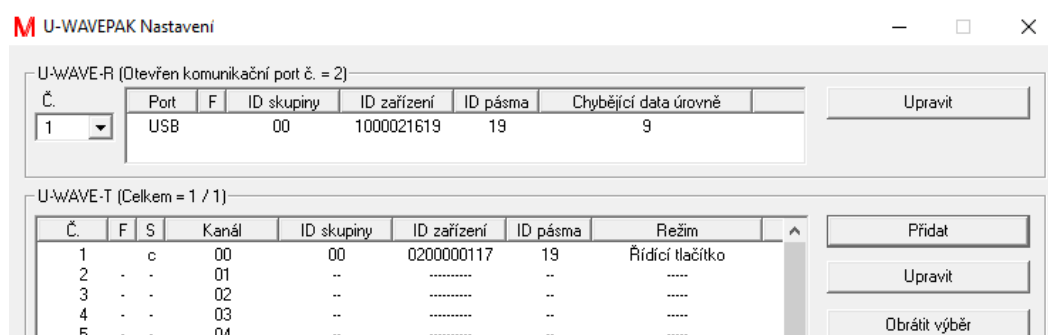 M U-WAVEPAK Nastavení
U-WAVE-R (Otevřen komunikační port č. = 2)
Č. Port F ID skupiny ID zařízení ID pásma Chybějící data úrovně Upravit
1 USB 00 1000021619 19 9
U-WAVE-T (Celkem = 1 / 1)
Č. F S Kanál ID skupiny ID zařízení ID pásma Režim Přidat
1 c 00 00 0200000117 19 Řídící tlačítko
2 - - 01 -- ---------- -- ----- Upravit
3 - - 02 -- ---------- -- -----
4 - - 03 -- ---------- -- ----- Obrátit výběr
5 - - 04 -- ---------- -- -----